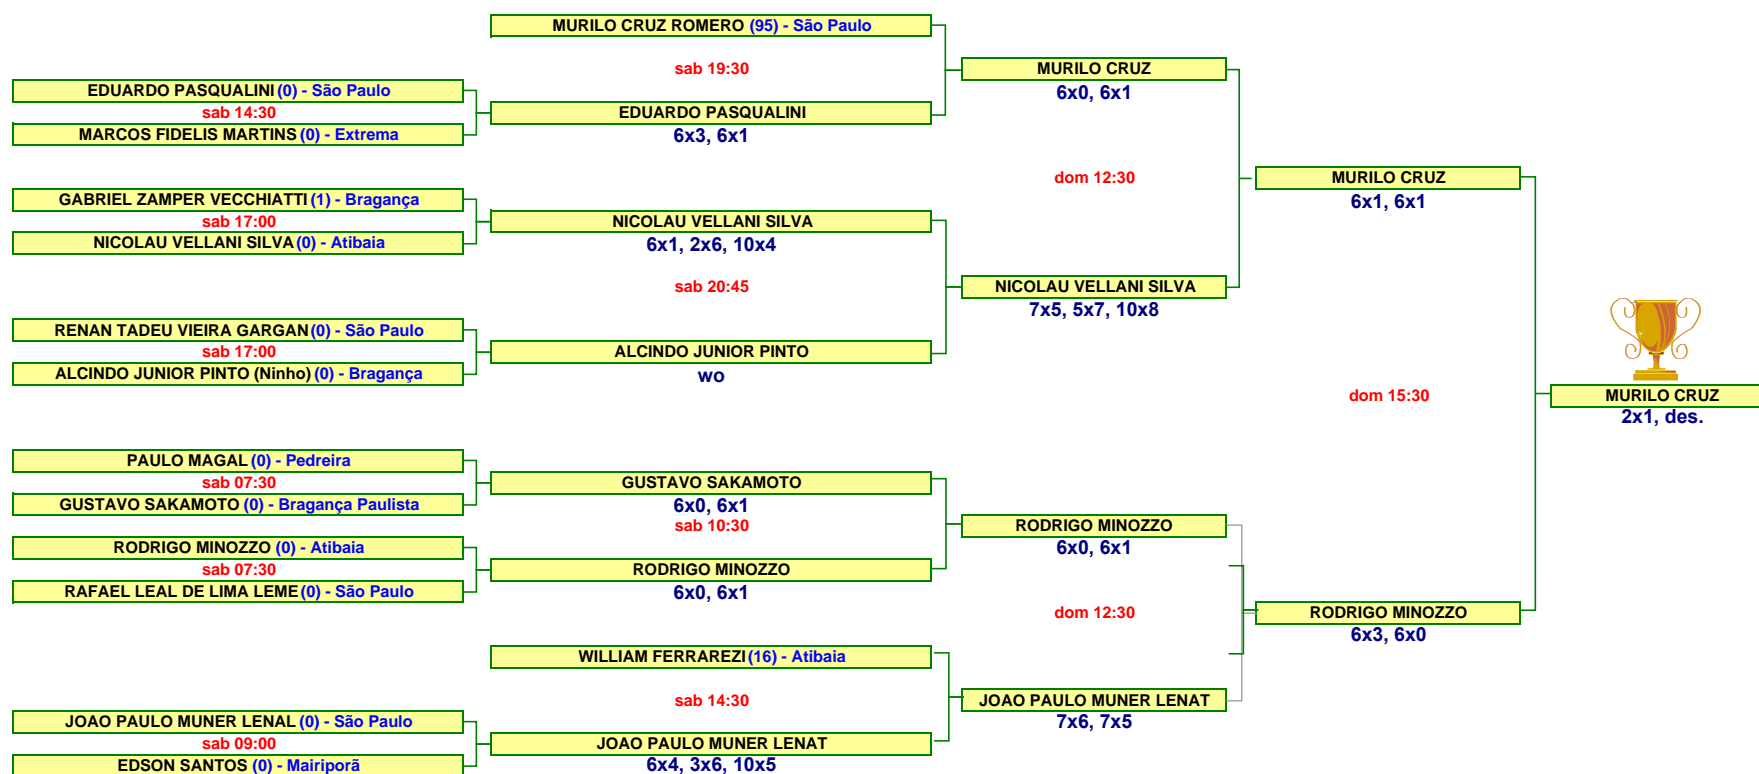 MURILO CRUZ ROMERO (95) - São Paulo
sab 19:30
MURILO CRUZ
6x0, 6x1
EDUARDO PASQUALINI (0) - São Paulo
sab 14:30
MARCOS FIDELIS MARTINS (0) - Extrema
EDUARDO PASQUALINI
6x3, 6x1
dom 12:30
MURILO CRUZ
6x1, 6x1
GABRIEL ZAMPER VECCHIATTI (1) - Bragança
sab 17:00
NICOLAU VELLANI SILVA (0) - Atibaia
NICOLAU VELLANI SILVA
6x1, 2x6, 10x4
sab 20:45
NICOLAU VELLANI SILVA
7x5, 5x7, 10x8
RENAN TADEU VIEIRA GARGAN (0) - São Paulo
sab 17:00
ALCINDO JUNIOR PINTO (Ninho) (0) - Bragança
ALCINDO JUNIOR PINTO
wo
dom 15:30
MURILO CRUZ
2x1, des.
PAULO MAGAL (0) - Pedreira
sab 07:30
GUSTAVO SAKAMOTO (0) - Bragança Paulista
GUSTAVO SAKAMOTO
6x0, 6x1
sab 10:30
RODRIGO MINOZZO
6x0, 6x1
RODRIGO MINOZZO (0) - Atibaia
sab 07:30
RAFAEL LEAL DE LIMA LEME (0) - São Paulo
RODRIGO MINOZZO
6x0, 6x1
dom 12:30
RODRIGO MINOZZO
6x3, 6x0
WILLIAM FERRAREZI (16) - Atibaia
sab 14:30
JOAO PAULO MUNER LENAT
7x6, 7x5
JOAO PAULO MUNER LENAL (0) - São Paulo
sab 09:00
EDSON SANTOS (0) - Mairiporã
JOAO PAULO MUNER LENAT
6x4, 3x6, 10x5